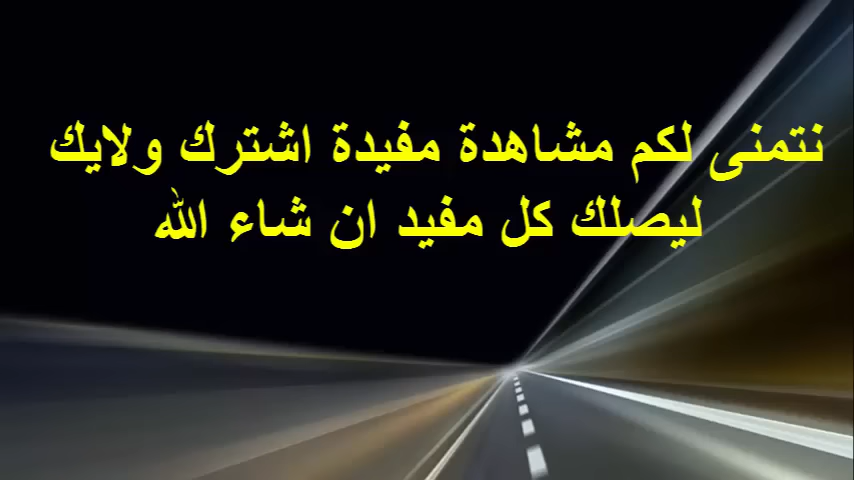 نتمنى لكم مشاهدة مفيدة اشترك ولايك
ليصلك كل مفيد ان شاء الله